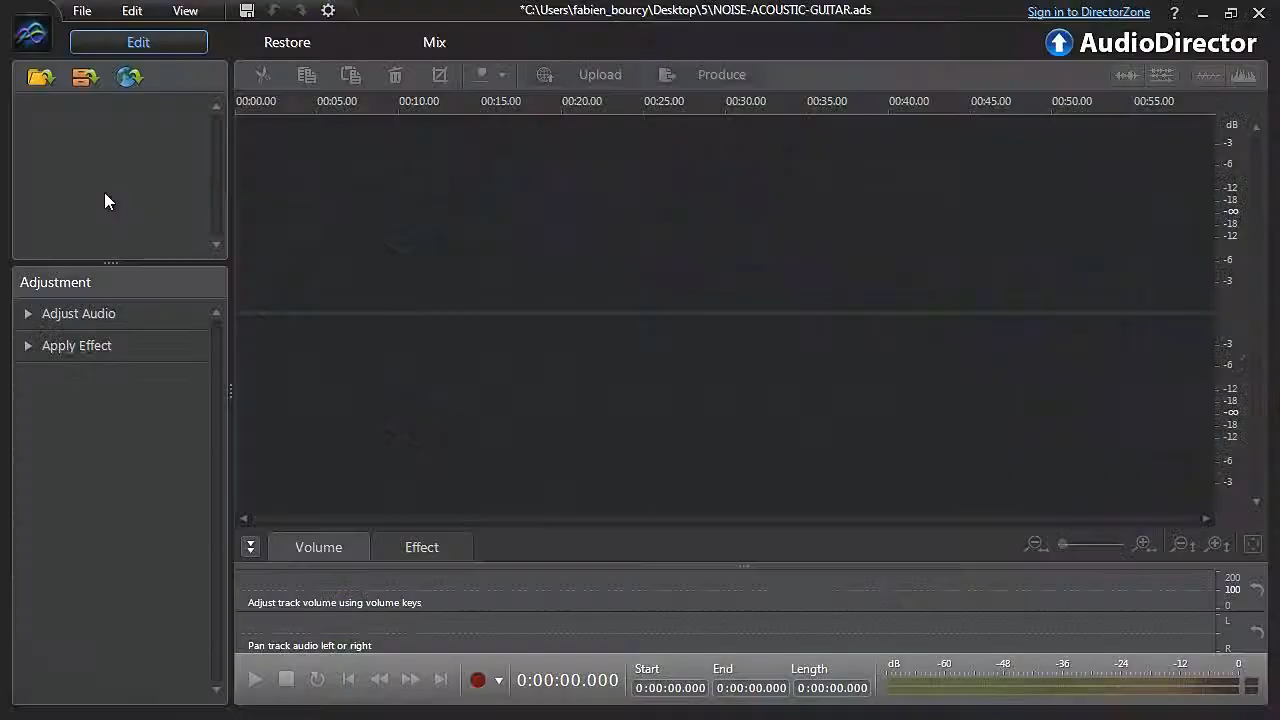 File Edit View
*C:\Users\fabien_bourcy\Desktop\5\NOISE-ACOUSTIC-GUITAR.ads
Sign in to DirectorZone ?
Edit Restore Mix
AudioDirector
Upload Produce
00:00.00 00:05.00 00:10.00 00:15.00 00:20.00 00:25.00 00:30.00 00:35.00 00:40.00 00:45.00 00:50.00 00:55.00
dB
-3
-6
-12
-18
-∞
-18
-12
-6
-3
-3
-6
-12
-18
-∞
-18
-12
-6
-3
Adjustment
Adjust Audio
Apply Effect
Volume Effect
200
100
0
Adjust track volume using volume keys
L
Pan track audio left or right
R
0:00:00.000
Start End Length
0:00:00.000 0:00:00.000 0:00:00.000
dB -60 -48 -36 -24 -12 0